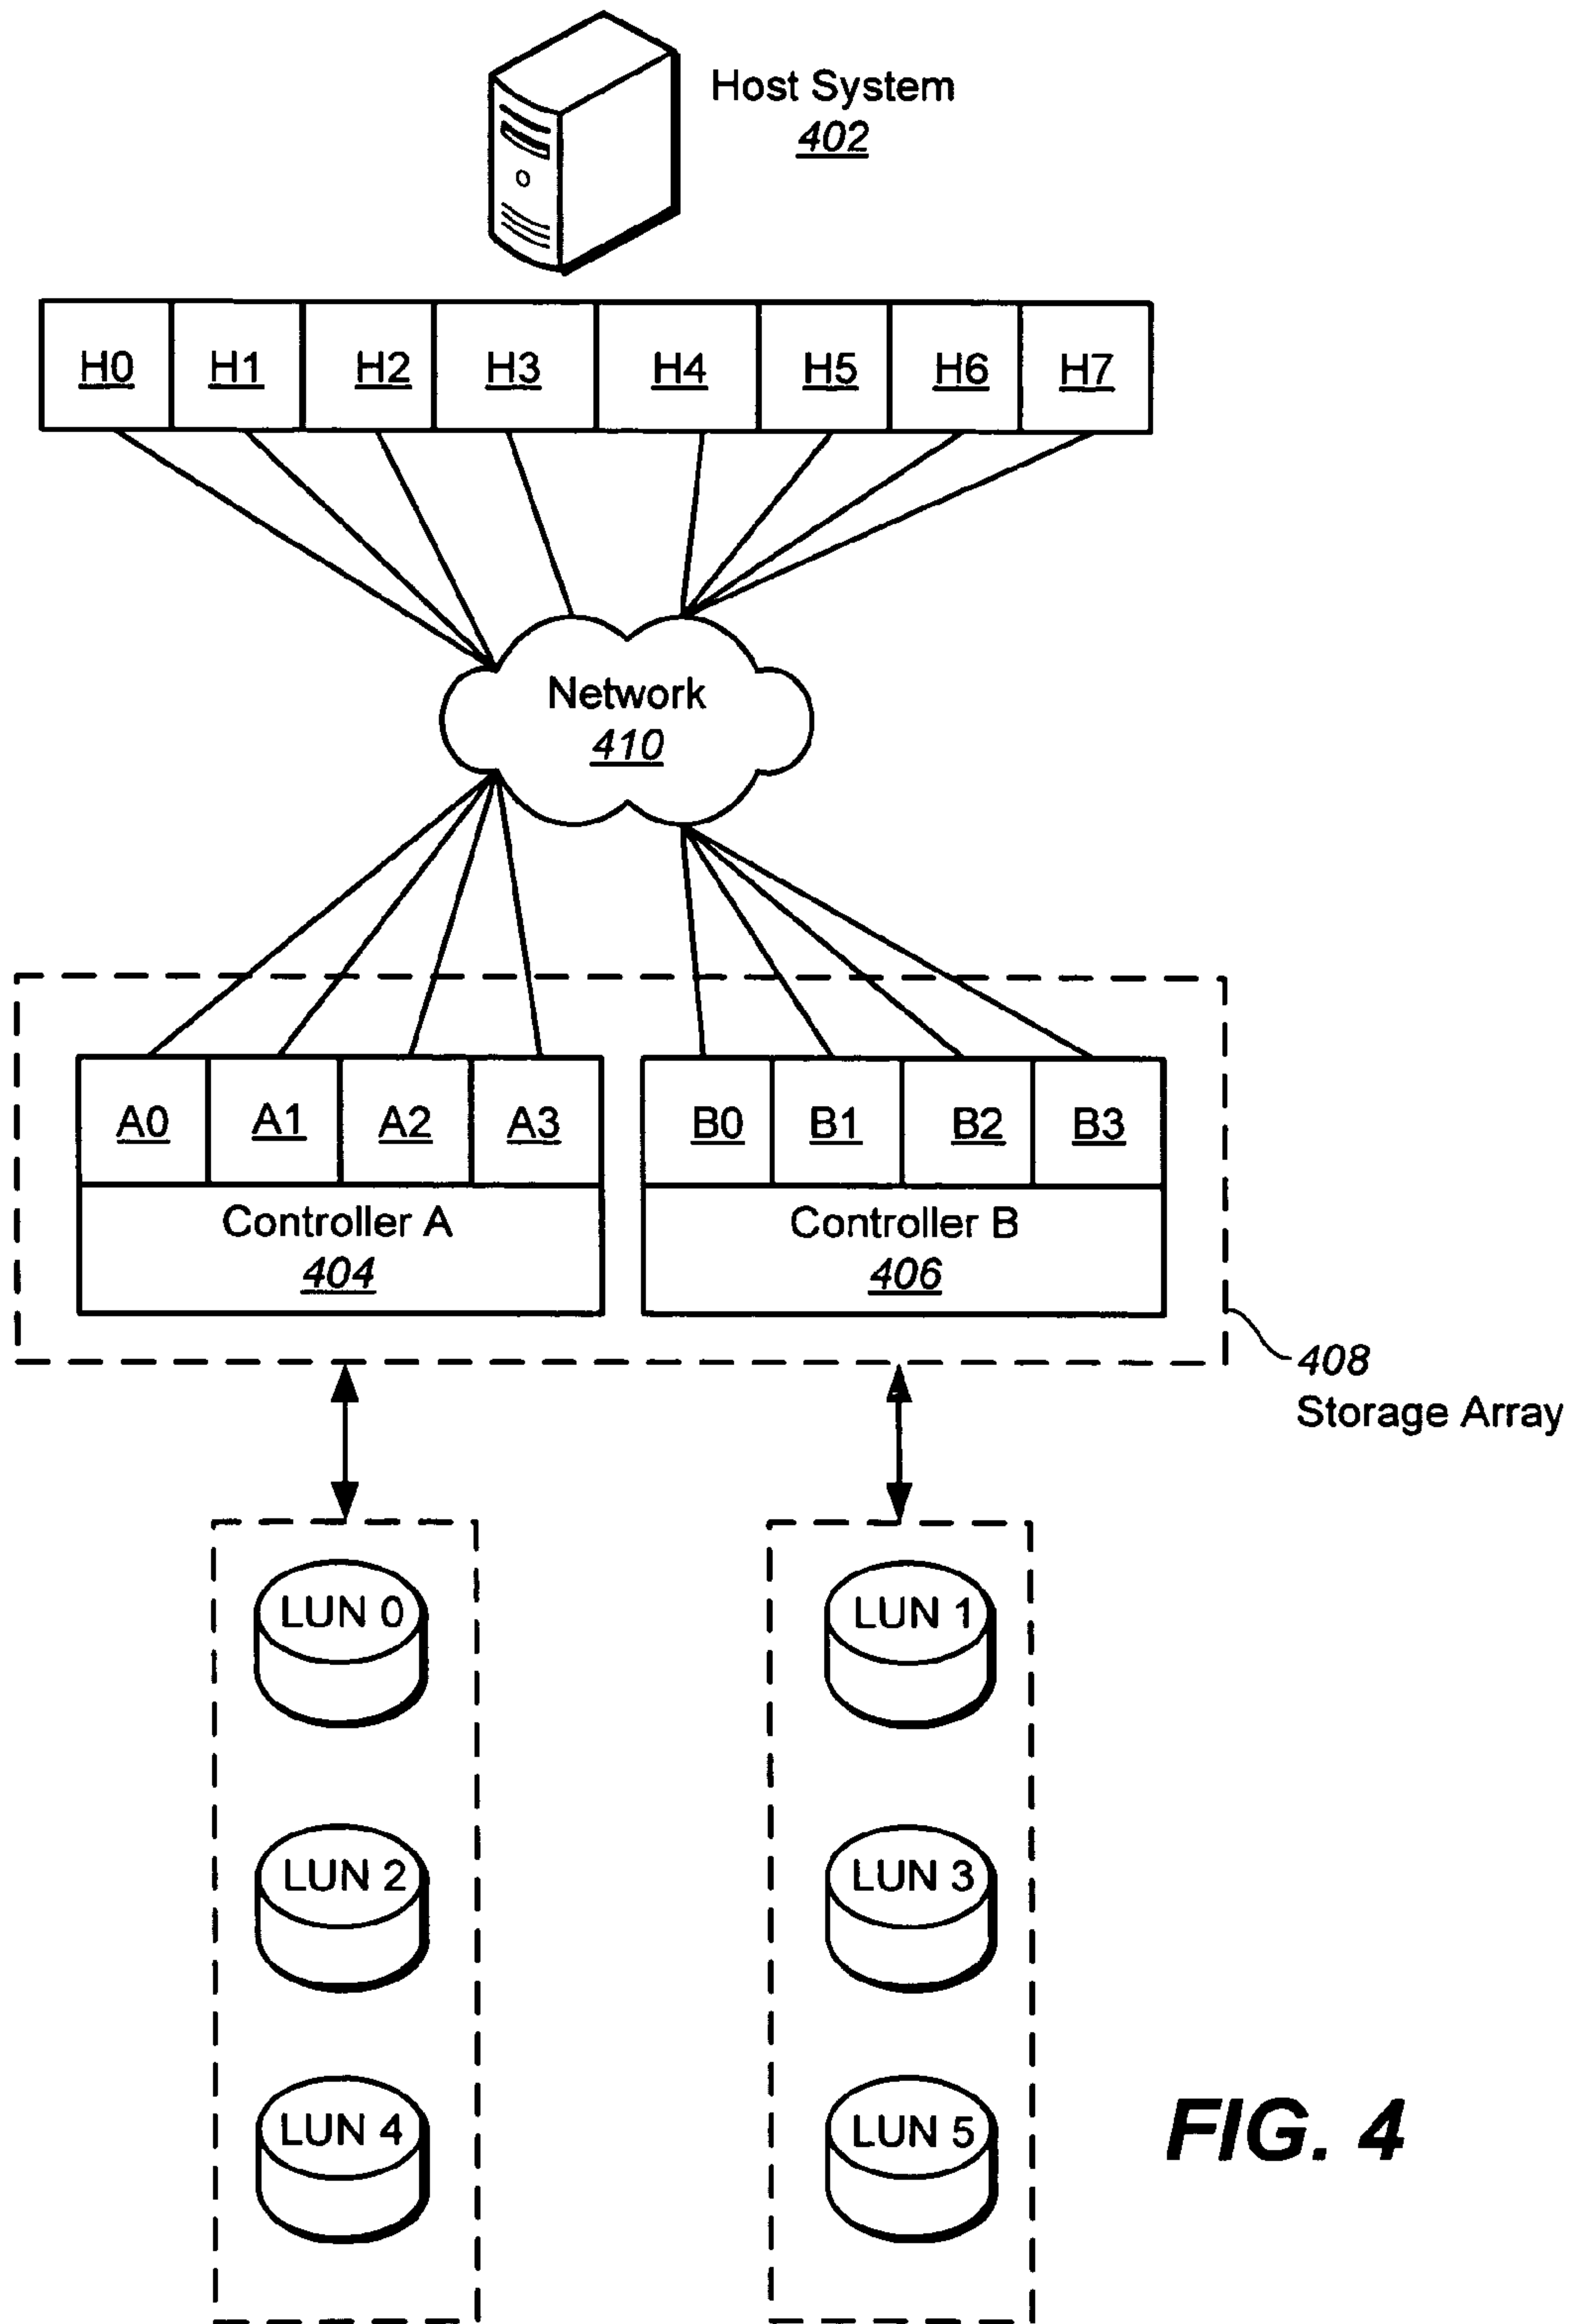 Host System
402
H0 H1 H2 H3 H4 H5 H6 H7
Network
410
A0 A1 A2 A3 B0 B1 B2 B3
Controller A
404
Controller B
406
408
Storage Array
LUN 0
LUN 1
LUN 2
LUN 3
LUN 4
LUN 5
FIG. 4